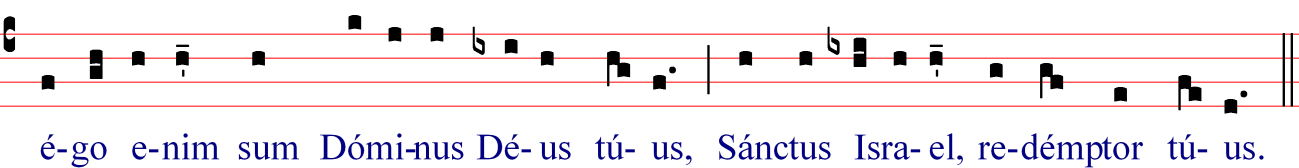 é-go e-nim sum Dómi-nus Dé-us tú- us, Sánctus Isra-el, re-démptor tú- us.